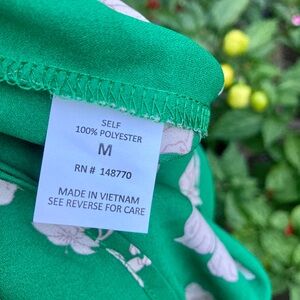 SELF
100% POLYESTER
M
RN # 148770
MADE IN VIETNAM
SEE REVERSE FOR CARE